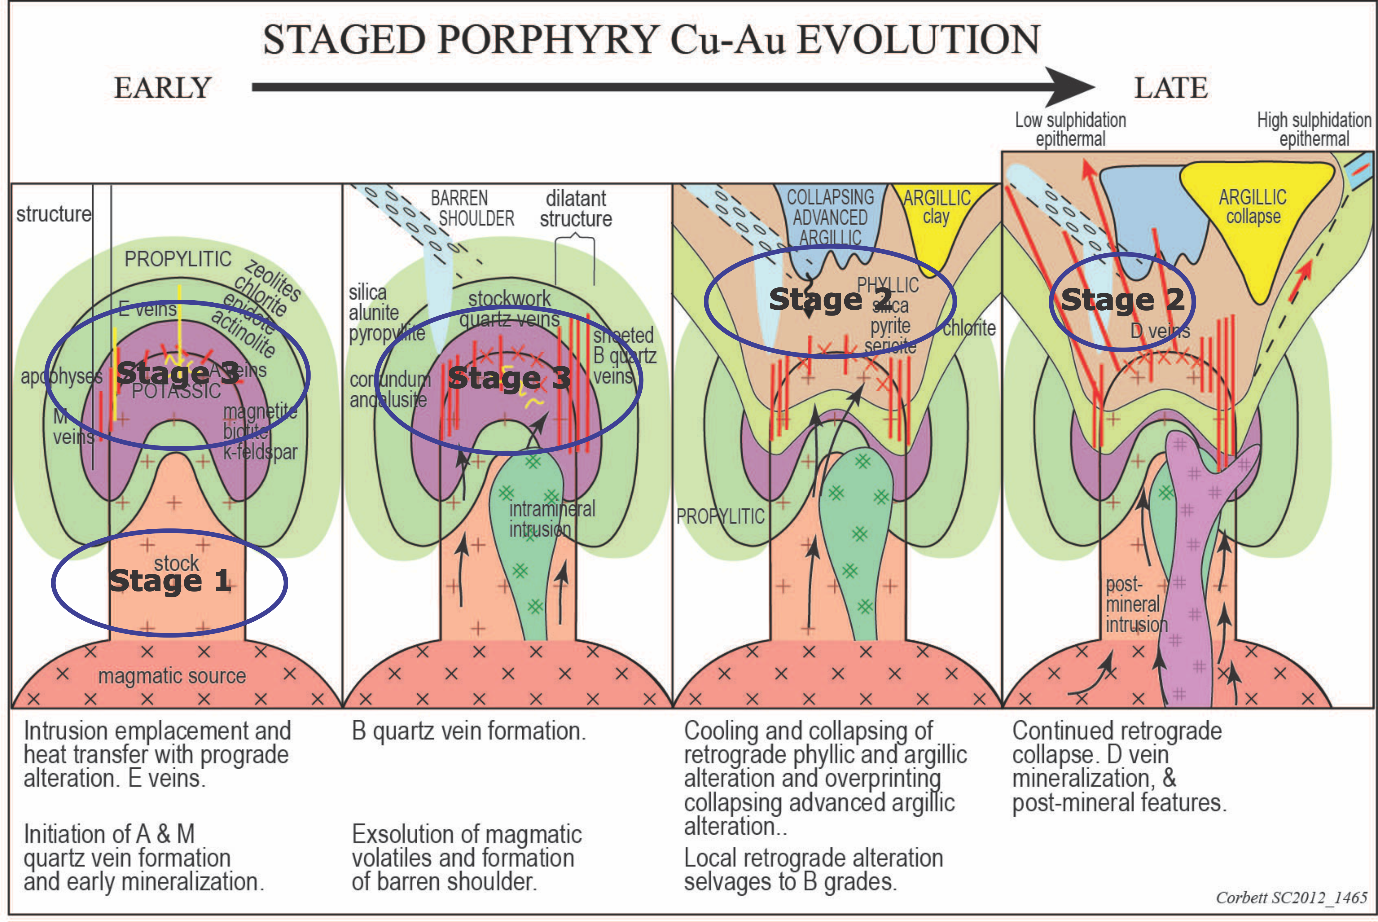 STAGED PORPHYRY Cu-Au EVOLUTION
EARLY
LATE
Low sulphidation
epithermal
High sulphidation
epithermal
structure
PROPYLITIC
zeolites
chlorite
epidote
actinolite
E veins
apophyses
A veins
Stage 3
POTASSIC
M
veins
magnetite
biotite
k-feldspar
stock
Stage 1
magmatic source
BARREN
SHOULDER
dilatant
structure
silica
alunite
pyropyllite
stockwork
quartz veins
sheeted
B quartz
veins
Stage 3
corundum
andalusite
intramineral
intrusion
COLLAPSING
ADVANCED
ARGILLIC
ARGILLIC
clay
PHYLLIC
silica
pyrite
sericite
Stage 2
chlorite
PROPYLITIC
ARGILLIC
collapse
Stage 2
D veins
post-
mineral
intrusion
Intrusion emplacement and
heat transfer with prograde
alteration. E veins.
Initiation of A & M
quartz vein formation
and early mineralization.
B quartz vein formation.
Exsolution of magmatic
volatiles and formation
of barren shoulder.
Cooling and collapsing of
retrograde phyllic and argillic
alteration and overprinting
collapsing advanced argillic
alteration..
Local retrograde alteration
selvages to B grades.
Continued retrograde
collapse. D vein
mineralization, &
post-mineral features.
Corbett SC2012_1465